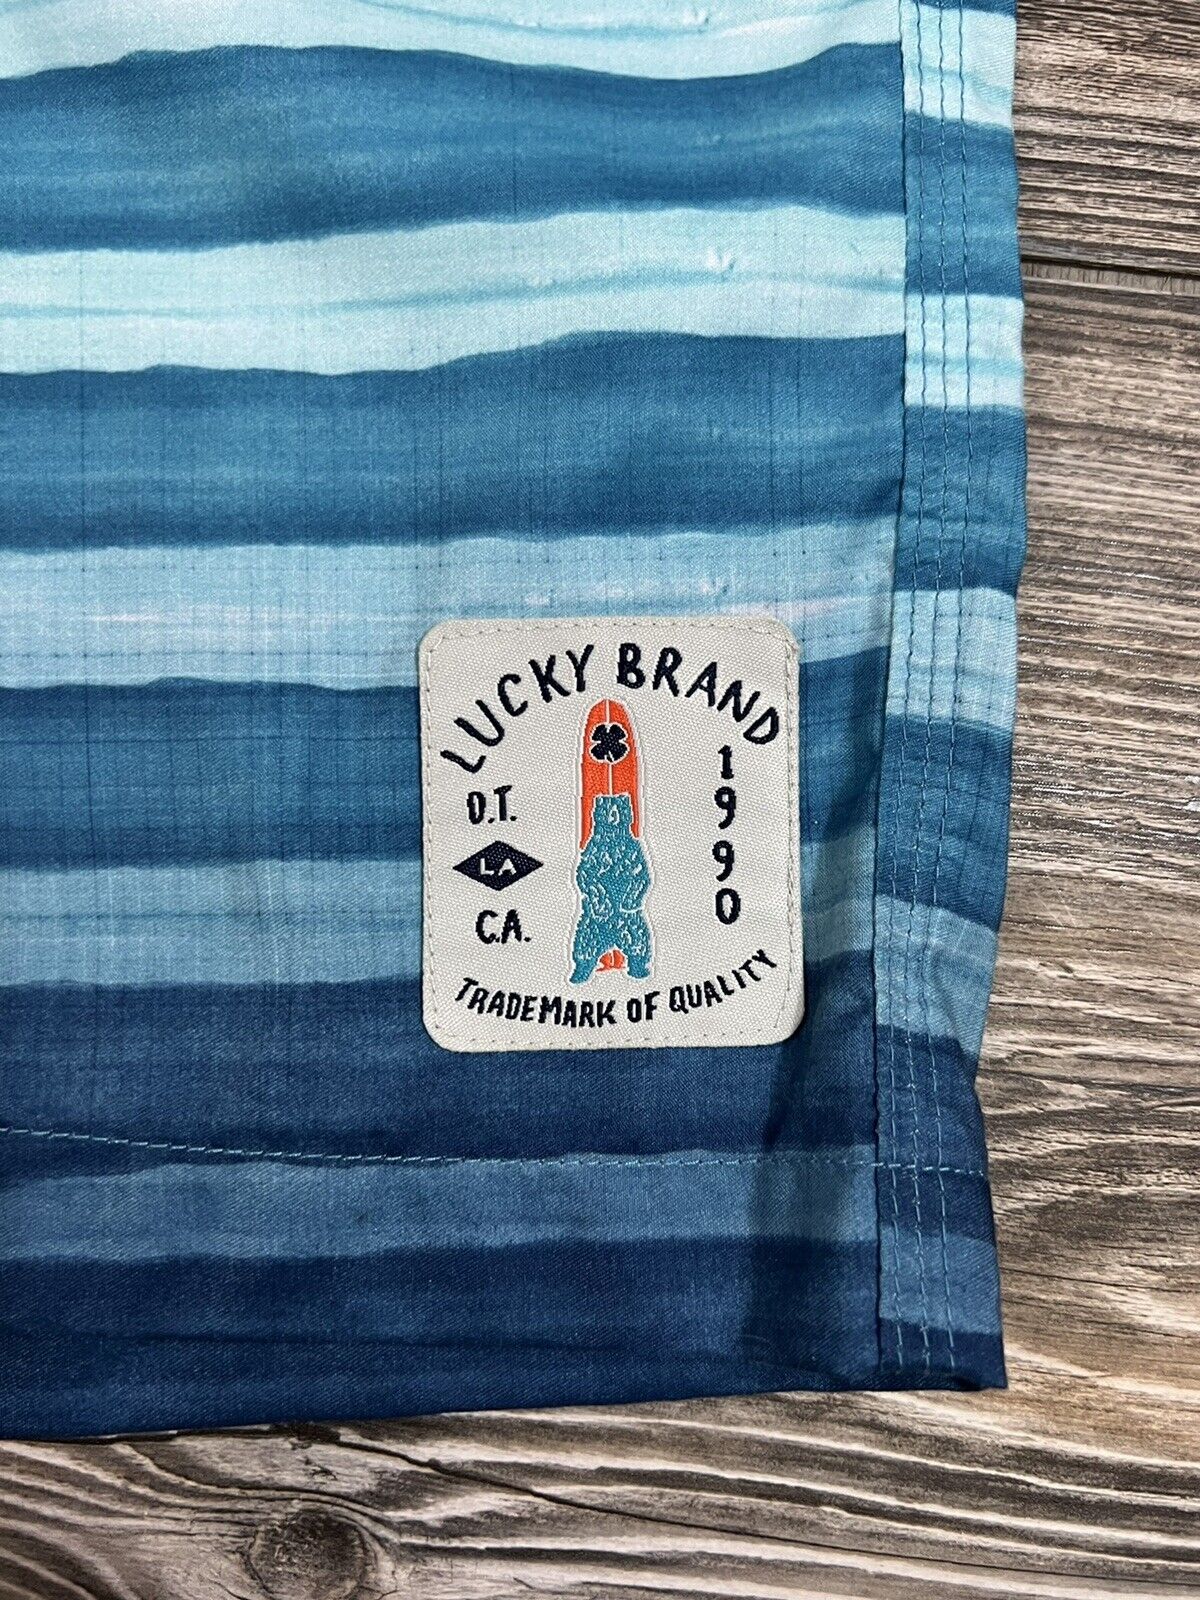 LUCKY BRAND
O.T.
LA
C.A.
1990
TRADEMARK OF QUALITY